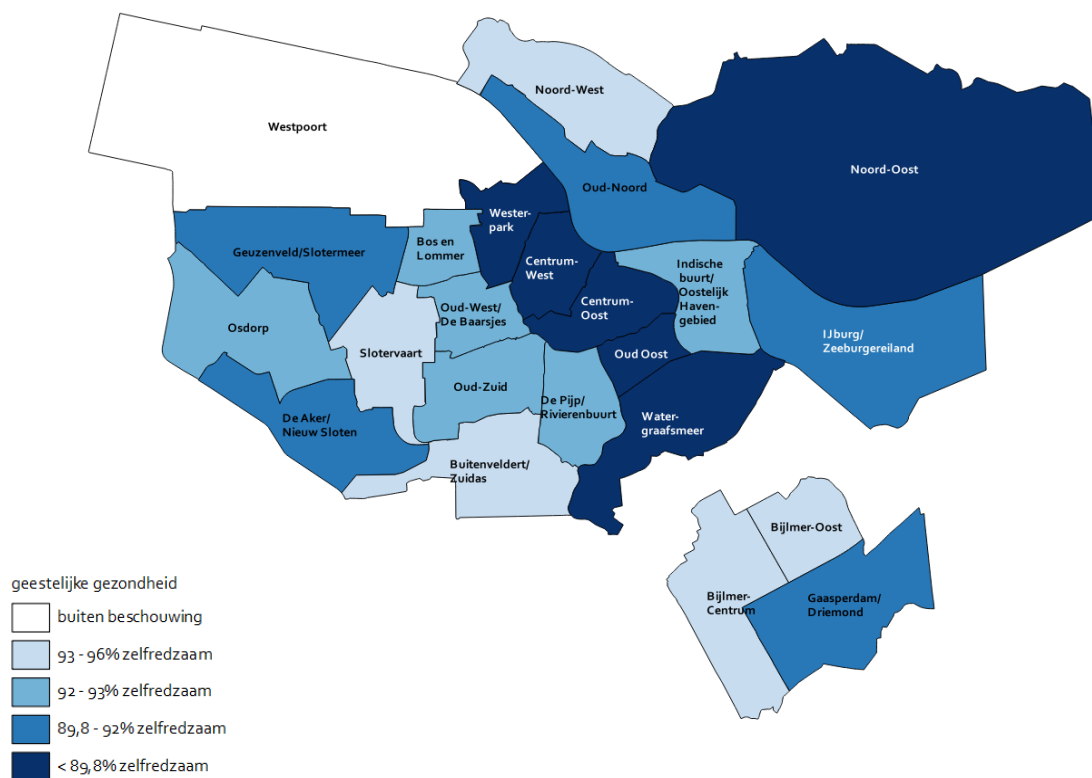 Noord-West
Westpoort
Noord-Oost
Oud-Noord
Wester-
park
Geuzenveld/Slotermeer
Bos en
Lommer
Centrum-
West
Indische
buurt/
Oostelijk
Haven-
gebied
Centrum-
Oost
Oud-West/
De Baarsjes
Osdorp
IJburg/
Zeeburgereiland
Slotervaart
Oud Oost
Oud-Zuid
De Pijp/
Rivierenbuurt
De Aker/
Nieuw Sloten
Water-
graafsmeer
Buitenveldert/
Zuidas
Bijlmer-Oost
Bijlmer-
Centrum
Gaasperdam/
Driemond
geestelijke gezondheid
buiten beschouwing
93 - 96% zelfredzaam
92 - 93% zelfredzaam
89,8 - 92% zelfredzaam
< 89,8% zelfredzaam